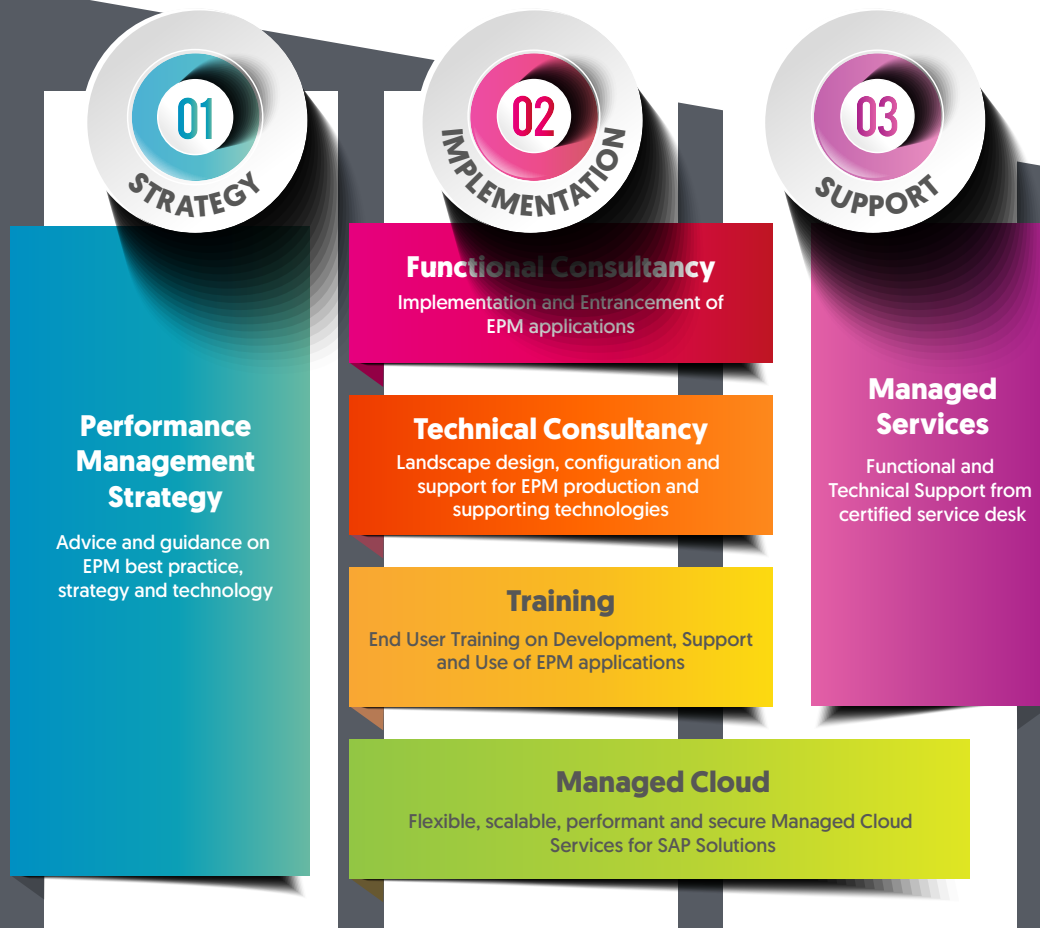 01
STRATEGY
Performance
Management
Strategy
Advice and guidance on
EPM best practice,
strategy and technology
02
IMPLEMENTATION
Functional Consultancy
Implementation and Entrancement of
EPM applications
Technical Consultancy
Landscape design, configuration and
support for EPM production and
supporting technologies
Training
End User Training on Development, Support
and Use of EPM applications
Managed Cloud
Flexible, scalable, performant and secure Managed Cloud
Services for SAP Solutions
03
SUPPORT
Managed
Services
Functional and
Technical Support from
certified service desk